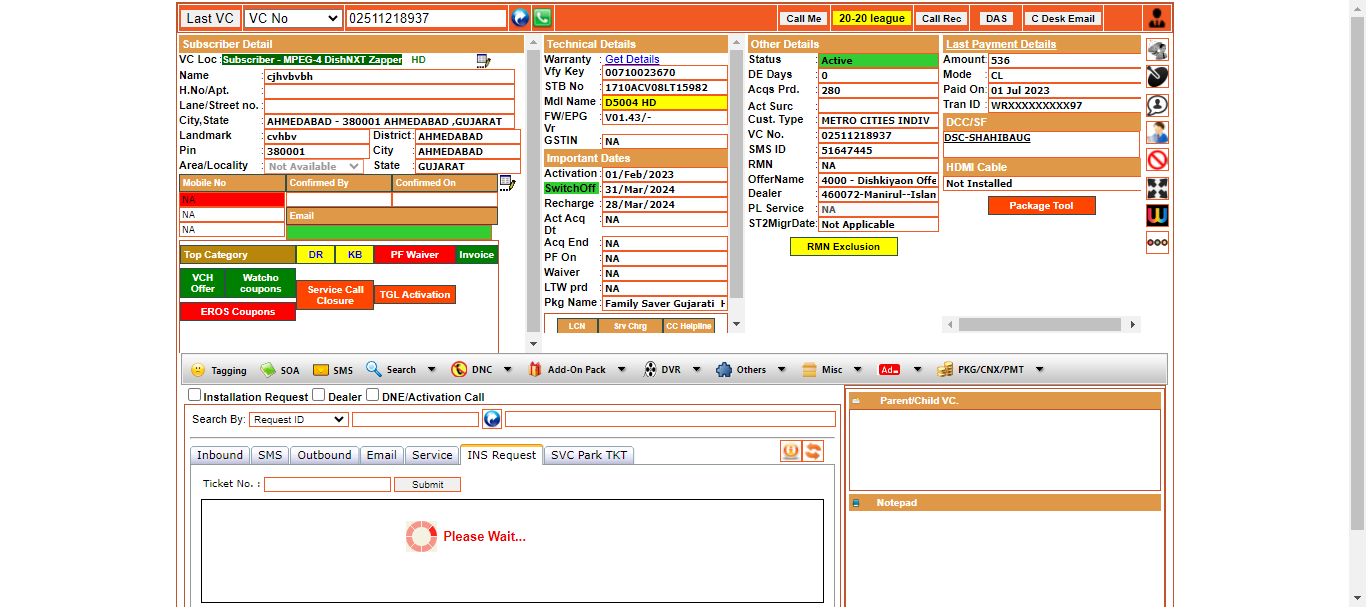 Last VC VC No 02511218937 Call Me 20-20 league Call Rec DAS C Desk Email
Subscriber Detail
VC Loc : Subscriber - MPEG-4 DishNXT Zapper HD
Name : cjhvbvbh
H.No/Apt. :
Lane/Street no. :
City,State : AHMEDABAD - 380001 AHMEDABAD ,GUJARAT
Landmark : cvhbv District : AHMEDABAD
Pin : 380001 City : AHMEDABAD
Area/Locality : Not Available State : GUJARAT
Mobile No Confirmed By Confirmed On
NA
NA Email
NA
Top Category DR KB PF Waiver Invoice
VCH Offer Watcho coupons Service Call Closure TGL Activation
EROS Coupons
Technical Details
Warranty : Get Details
Vfy Key : 00710023670
STB No : 1710ACV08LT15982
Mdl Name : D5004 HD
FW/EPG Vr : V01.43/-
GSTIN : NA
Important Dates
Activation : 01/Feb/2023
SwitchOff : 31/Mar/2024
Recharge : 28/Mar/2024
Act Acq Dt : NA
Acq End : NA
PF On : NA
Waiver : NA
LTW prd : NA
Pkg Name : Family Saver Gujarati H
LCN Srv Chrg CC Helpline
Other Details
Status : Active
DE Days : 0
Acqs Prd. : 280
Act Surc :
Cust. Type : METRO CITIES INDIV
VC No. : 02511218937
SMS ID : 51647445
RMN : NA
OfferName : 4000 - Dishkiyaon Offe
Dealer : 460072-Manirul--Islan
PL Service : NA
ST2MigrDate : Not Applicable
RMN Exclusion
Last Payment Details
Amount : 536
Mode : CL
Paid On : 01 Jul 2023
Tran ID : WRXXXXXXXXX97
DCC/SF
DSC-SHAHIBAUG
HDMI Cable
Not Installed
Package Tool
Tagging SOA SMS Search DNC Add-On Pack DVR Others Misc Ad PKG/CNX/PMT
Installation Request Dealer DNE/Activation Call
Search By: Request ID
Inbound SMS Outbound Email Service INS Request SVC Park TKT
Ticket No. : Submit
Please Wait...
Parent/Child VC.
Notepad